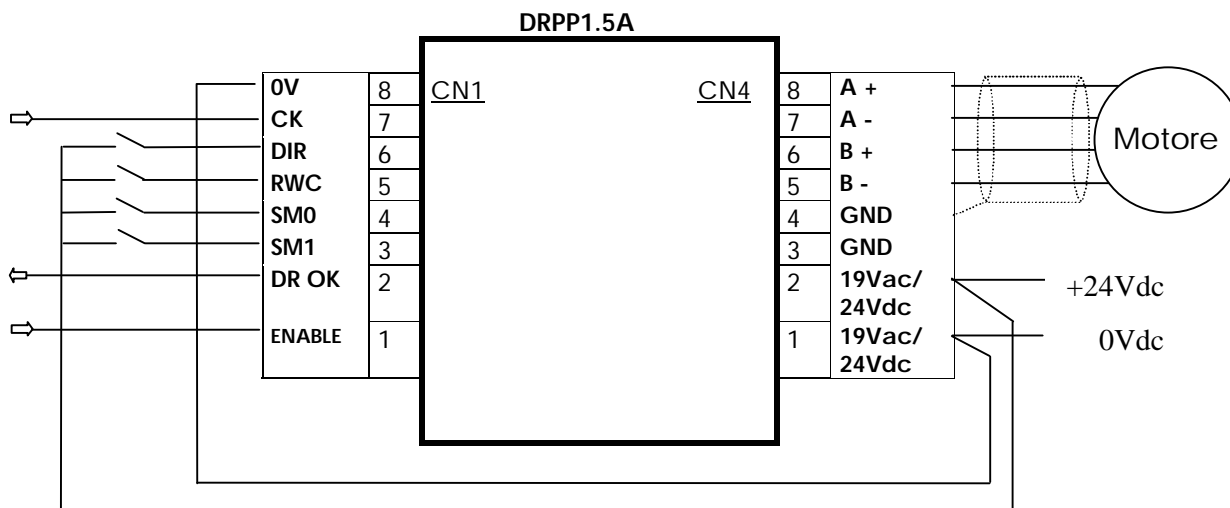 DRPP1.5A
CN1
CN4
0V 8
CK 7
DIR 6
RWC 5
SM0 4
SM1 3
DR OK 2
ENABLE 1
8 A +
7 A -
6 B +
5 B -
4 GND
3 GND
2 19Vac/
24Vdc
1 19Vac/
24Vdc
Motore
+24Vdc
0Vdc